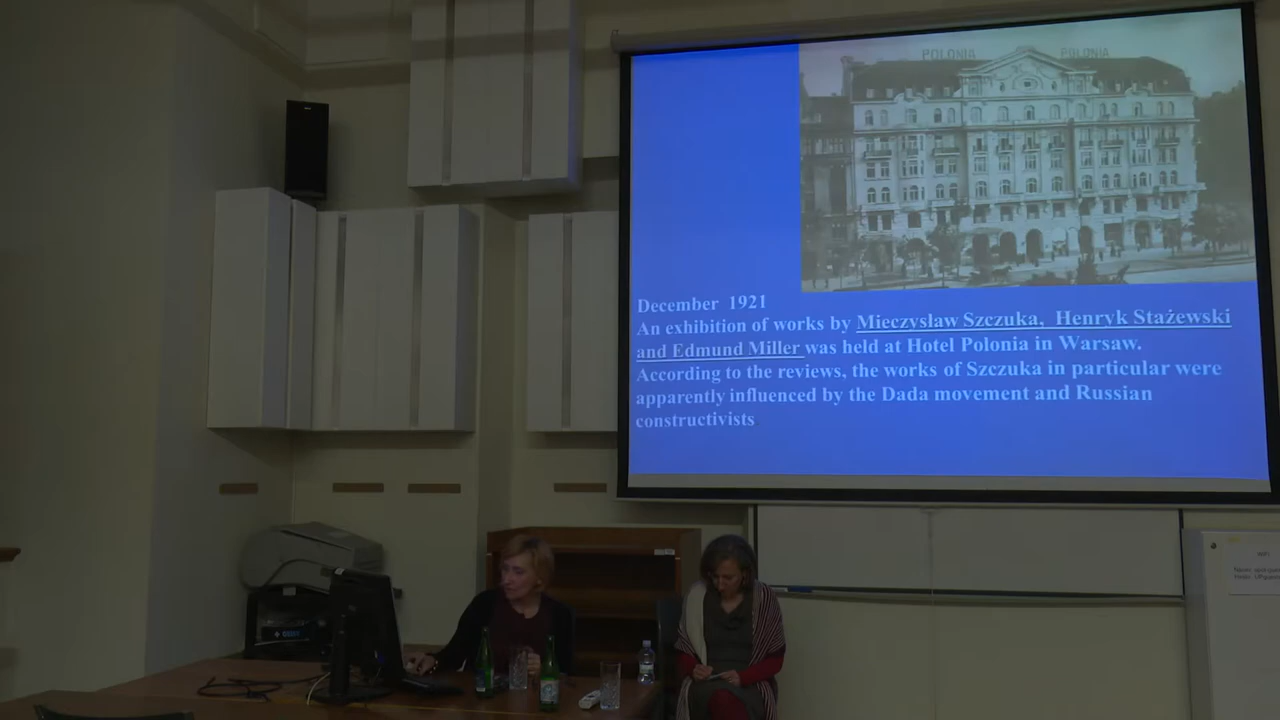 POLONIA POLONIA
December 1921
An exhibition of works by Mieczysław Szczuka, Henryk Stażewski
and Edmund Miller was held at Hotel Polonia in Warsaw.
According to the reviews, the works of Szczuka in particular were
apparently influenced by the Dada movement and Russian
constructivists